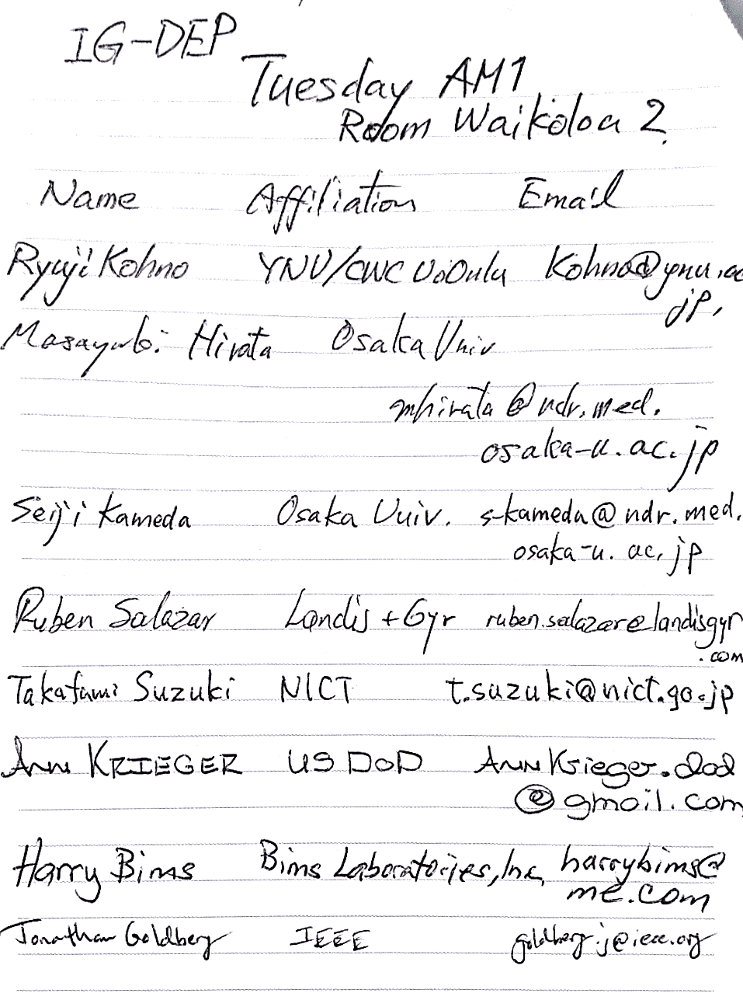 IG-DEP
Tuesday AM1
Room Waikoloa 2
Name Affiliation Email
Ryuji Kohno YNU/CWC UoOulu Kohno@ynu.ac
jp.
Masayuki Hirata Osaka Univ
mhirata@ndr.med.
osaka-u.ac.jp
Seiji Kameda Osaka Univ. s-kameda@ndr.med.
osaka-u.ac.jp
Ruben Salazar Landis+Gyr ruben.salazar@landisgyr
.com
Takafumi Suzuki NICT t.suzuki@nict.go.jp
Ann KRIEGER US DoD AnnKrieger.dod
@gmail.com
Harry Bims Bims Laboratories, Inc. harrybims@
me.com
Jonathan Goldberg IEEE goldberg.j@ieee.org